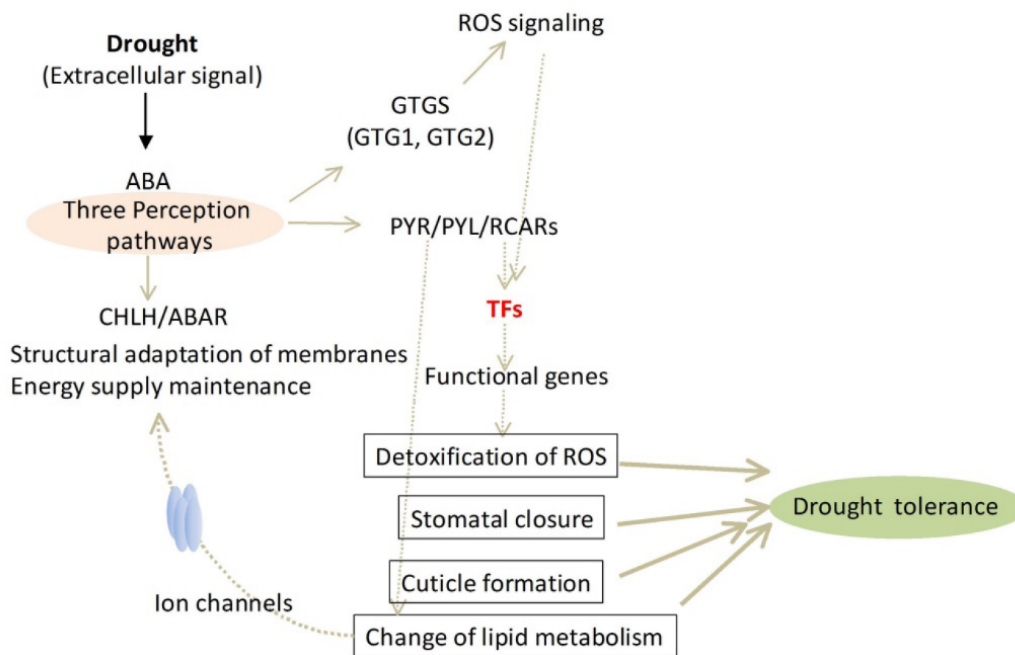 ROS signaling
Drought
(Extracellular signal)
GTGS
(GTG1, GTG2)
ABA
Three Perception
pathways
PYR/PYL/RCARs
CHLH/ABAR
TFs
Structural adaptation of membranes
Energy supply maintenance
Functional genes
Detoxification of ROS
Stomatal closure
Drought tolerance
Cuticle formation
Ion channels
Change of lipid metabolism